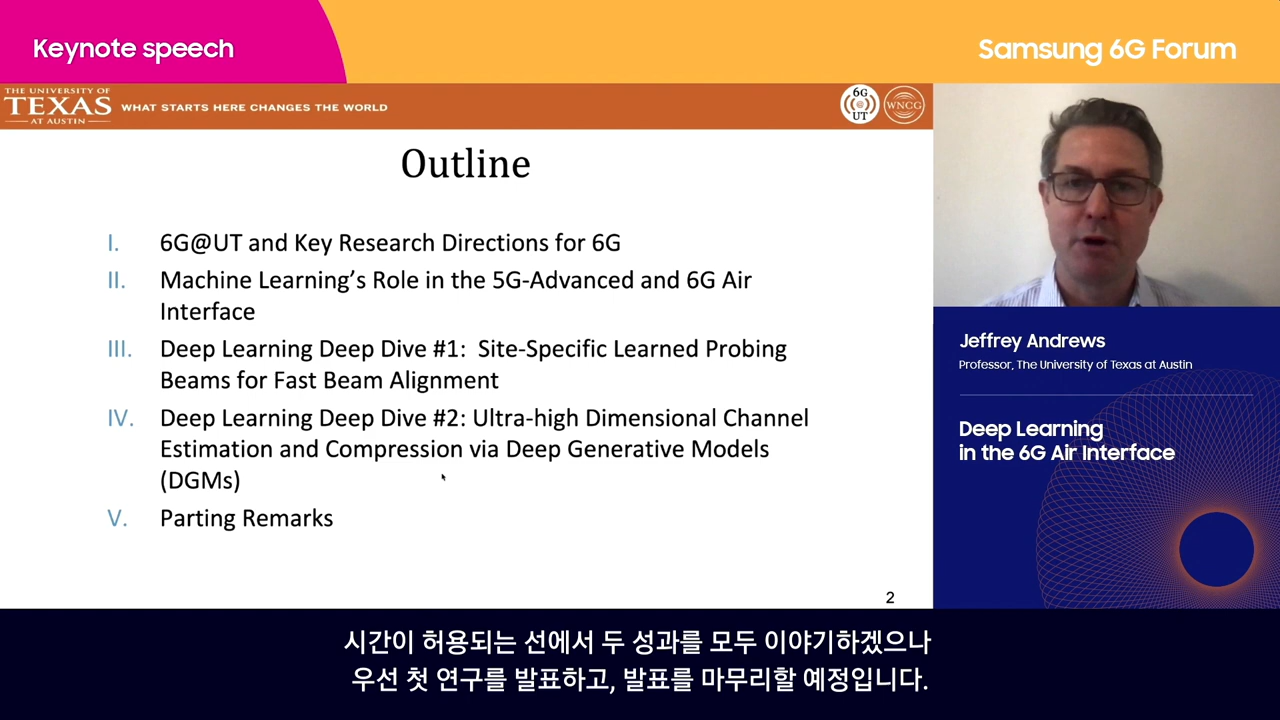 Keynote speech
Samsung 6G Forum
THE UNIVERSITY OF
TEXAS
AT AUSTIN
WHAT STARTS HERE CHANGES THE WORLD
6G
@
UT
WNCG
Outline
I. 6G@UT and Key Research Directions for 6G
II. Machine Learning’s Role in the 5G-Advanced and 6G Air
Interface
III. Deep Learning Deep Dive #1: Site-Specific Learned Probing
Beams for Fast Beam Alignment
IV. Deep Learning Deep Dive #2: Ultra-high Dimensional Channel
Estimation and Compression via Deep Generative Models
(DGMs)
V. Parting Remarks
2
Jeffrey Andrews
Professor, The University of Texas at Austin
Deep Learning
in the 6G Air Interface
시간이 허용되는 선에서 두 성과를 모두 이야기하겠으나
우선 첫 연구를 발표하고, 발표를 마무리할 예정입니다.